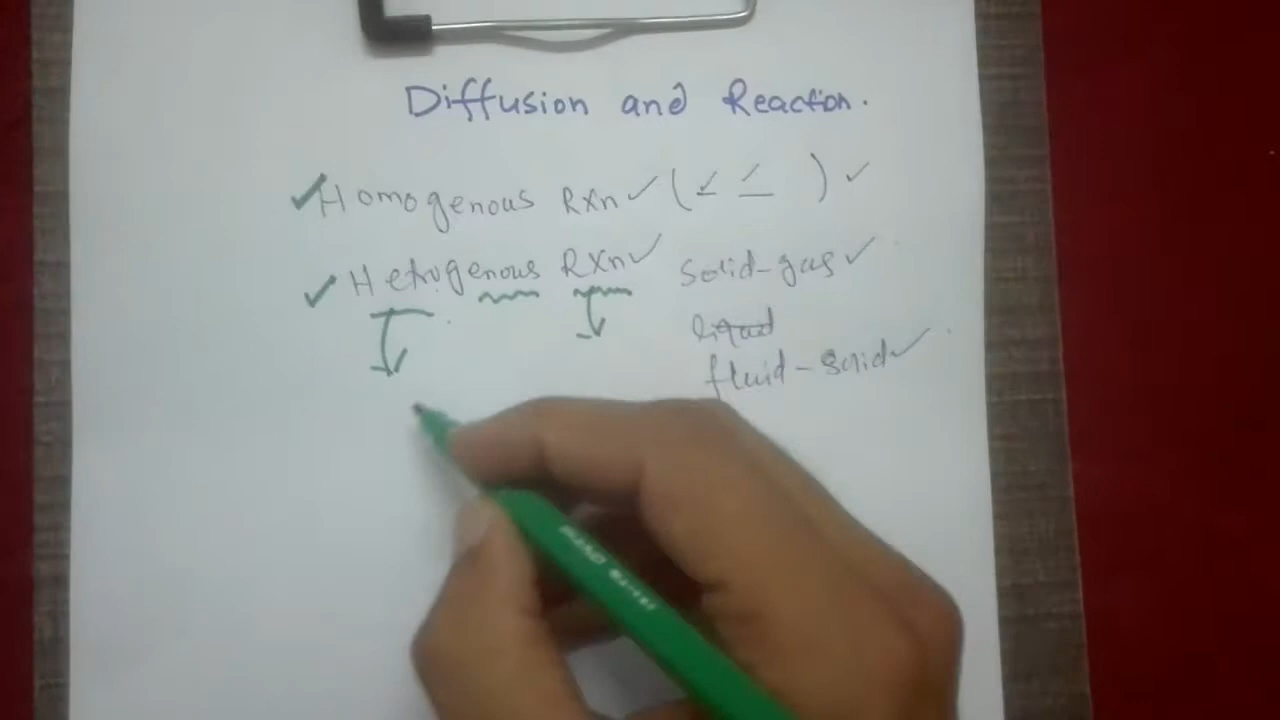 Diffusion and Reaction.
Homogenous Rxn ✓ ( ✓ ✓ ) ✓
Hetrogenous Rxn ✓ Solid-gas ✓
liquid
fluid-solid ✓